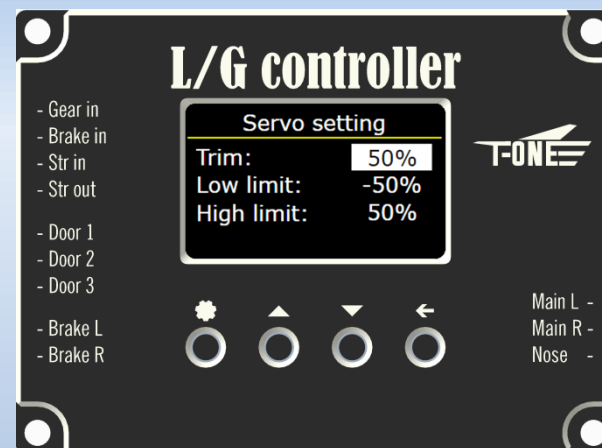 L/G controller
- Gear in
- Brake in
- Str in
- Str out
- Door 1
- Door 2
- Door 3
- Brake L
- Brake R
Servo setting
Trim: 50%
Low limit: -50%
High limit: 50%
T-ONE
Main L -
Main R -
Nose -